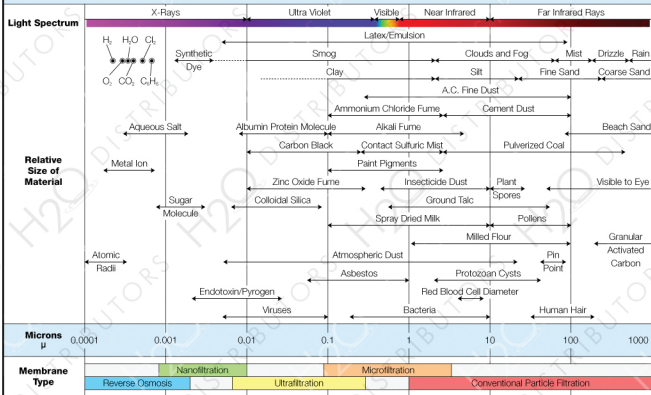 X-Rays Ultra Violet Visible Near Infrared Far Infrared Rays
Light Spectrum
Latex/Emulsion
H₂ H₂O Cl₂ Synthetic Dye Smog Clouds and Fog Mist Drizzle Rain
O₂ CO₂ Clay Silt Fine Sand Coarse Sand
A.C. Fine Dust
Ammonium Chloride Fume Cement Dust
Aqueous Salt Albumin Protein Molecule Alkali Fume Beach Sand
Carbon Black Contact Sulfuric Mist Pulverized Coal
Relative
Size of
Material
Metal Ion Paint Pigments
Zinc Oxide Fume Insecticide Dust Plant Spores Visible to Eye
Sugar Molecule Colloidal Silica Ground Talc
Spray Dried Milk Pollens
Milled Flour Granular Activated Carbon
Atomic Radii Atmospheric Dust Pin Point
Asbestos Protozoan Cysts
Endotoxin/Pyrogen Red Blood Cell Diameter
Viruses Bacteria Human Hair
Microns
μ
0.0001 0.001 0.01 0.1 1 10 100 1000
Membrane
Type
Nanofiltration Microfiltration
Reverse Osmosis Ultrafiltration Conventional Particle Filtration
H2O DISTRIBUTORS